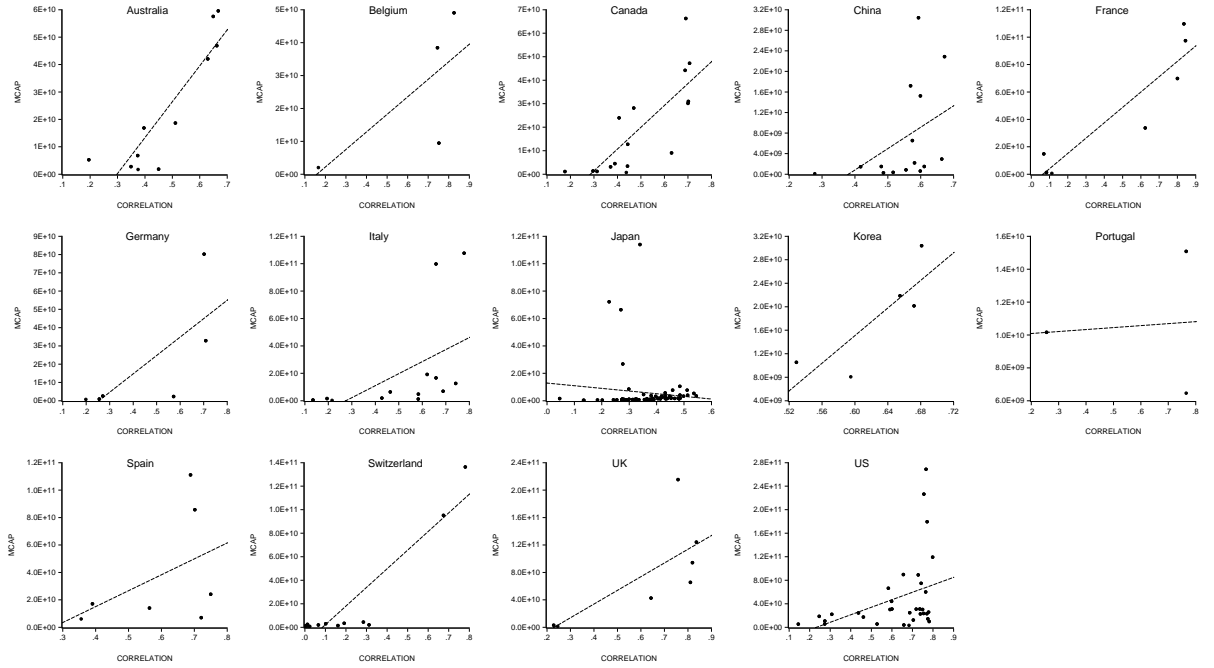 Australia
6E+10
5E+10
4E+10
3E+10
2E+10
1E+10
0E+00
MCAP
.1 .2 .3 .4 .5 .6 .7
CORRELATION
Belgium
5E+10
4E+10
3E+10
2E+10
1E+10
0E+00
MCAP
.1 .2 .3 .4 .5 .6 .7 .8 .9
CORRELATION
Canada
7E+10
6E+10
5E+10
4E+10
3E+10
2E+10
1E+10
0E+00
MCAP
.1 .2 .3 .4 .5 .6 .7 .8
CORRELATION
China
3.2E+10
2.8E+10
2.4E+10
2.0E+10
1.6E+10
1.2E+10
8.0E+09
4.0E+09
0.0E+00
MCAP
.2 .3 .4 .5 .6 .7
CORRELATION
France
1.2E+11
1.0E+11
8.0E+10
6.0E+10
4.0E+10
2.0E+10
0.0E+00
MCAP
.0 .1 .2 .3 .4 .5 .6 .7 .8 .9
CORRELATION
Germany
9E+10
8E+10
7E+10
6E+10
5E+10
4E+10
3E+10
2E+10
1E+10
0E+00
MCAP
.1 .2 .3 .4 .5 .6 .7 .8
CORRELATION
Italy
1.2E+11
1.0E+11
8.0E+10
6.0E+10
4.0E+10
2.0E+10
0.0E+00
MCAP
.1 .2 .3 .4 .5 .6 .7 .8
CORRELATION
Japan
1.2E+11
1.0E+11
8.0E+10
6.0E+10
4.0E+10
2.0E+10
0.0E+00
MCAP
.0 .1 .2 .3 .4 .5 .6
CORRELATION
Korea
3.2E+10
2.8E+10
2.4E+10
2.0E+10
1.6E+10
1.2E+10
8.0E+09
4.0E+09
MCAP
.52 .56 .60 .64 .68 .72
CORRELATION
Portugal
1.6E+10
1.4E+10
1.2E+10
1.0E+10
8.0E+09
6.0E+09
MCAP
.2 .3 .4 .5 .6 .7 .8
CORRELATION
Spain
1.2E+11
1.0E+11
8.0E+10
6.0E+10
4.0E+10
2.0E+10
0.0E+00
MCAP
.3 .4 .5 .6 .7 .8
CORRELATION
Switzerland
1.4E+11
1.2E+11
1.0E+11
8.0E+10
6.0E+10
4.0E+10
2.0E+10
0.0E+00
MCAP
.0 .1 .2 .3 .4 .5 .6 .7 .8
CORRELATION
UK
2.4E+11
2.0E+11
1.6E+11
1.2E+11
8.0E+10
4.0E+10
0.0E+00
MCAP
.2 .3 .4 .5 .6 .7 .8 .9
CORRELATION
US
2.8E+11
2.4E+11
2.0E+11
1.6E+11
1.2E+11
8.0E+10
4.0E+10
0.0E+00
MCAP
.1 .2 .3 .4 .5 .6 .7 .8 .9
CORRELATION